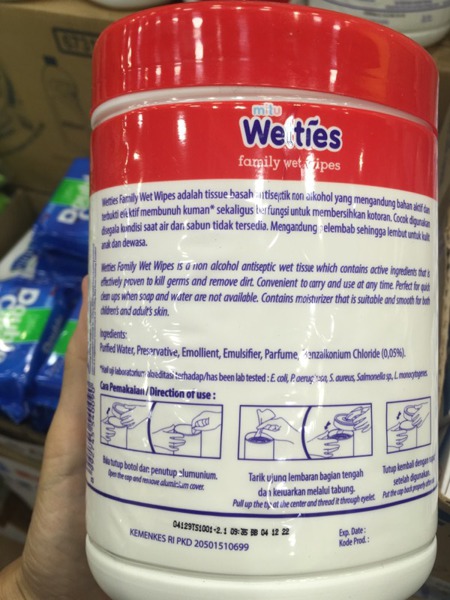 mitu
Wetties
family wet wipes
Wetties Family Wet Wipes adalah tissue basah antiseptik non alkohol yang mengandung bahan aktif dan
terbukti efektif membunuh kuman* sekaligus berfungsi untuk membersihkan kotoran. Cocok digunakan
disegala kondisi saat air dan sabun tidak tersedia. Mengandung pelembab sehingga lembut untuk kulit
anak dan dewasa.
Wetties Family Wet Wipes is a non alcohol antiseptic wet tissue which contains active ingredients that is
effectively proven to kill germs and remove dirt. Convenient to carry and use at any time. Perfect for quick
clean ups when soap and water are not available. Contains moisturizer that is suitable and smooth for both
children's and adult's skin.
Ingredients:
Purified Water, Preservative, Emollient, Emulsifier, Parfume, Benzalkonium Chloride (0,05%).
*Hasil uji laboratorium akreditasi terhadap/has been lab tested : E. coli, P. aeruginosa, S. aureus, Salmonella sp, L. monocytogenes.
Cara Pemakaian/Direction of use :
Buka tutup botol dan penutup alumunium.
Open the cap and remove aluminium cover.
Tarik ujung lembaran bagian tengah
dan keluarkan melalui tabung.
Pull up the tip at the center and thread it through eyelet.
Tutup kembali dengan rapat
setelah digunakan.
Put the cap back properly after
04129T51001-2.1 09:35 BB 04 12 22
KEMENKES RI PKD 20501510699
Exp. Date :
Kode Prod. :